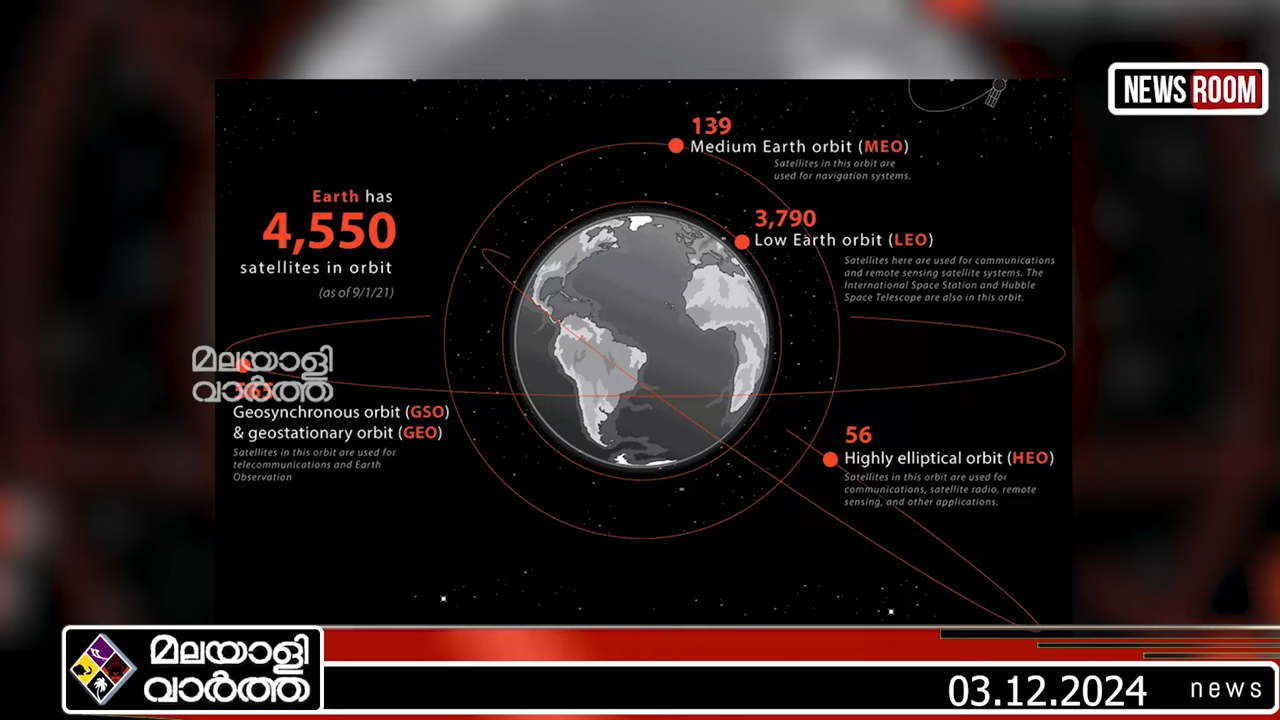 NEWS ROOM
139
Medium Earth orbit (MEO)
Satellites in this orbit are
used for navigation systems.
Earth has
4,550
satellites in orbit
(as of 9/1/21)
3,790
Low Earth orbit (LEO)
Satellites here are used for communications
and remote sensing satellite systems. The
International Space Station and Hubble
Space Telescope are also in this orbit.
മലയാളി
വാർത്ത
Geosynchronous orbit (GSO)
& geostationary orbit (GEO)
Satellites in this orbit are used for
telecommunications and Earth
Observation
56
Highly elliptical orbit (HEO)
Satellites in this orbit are used for
communications, satellite radio, remote
sensing, and other applications.
മലയാളി
വാർത്ത
03.12.2024
news